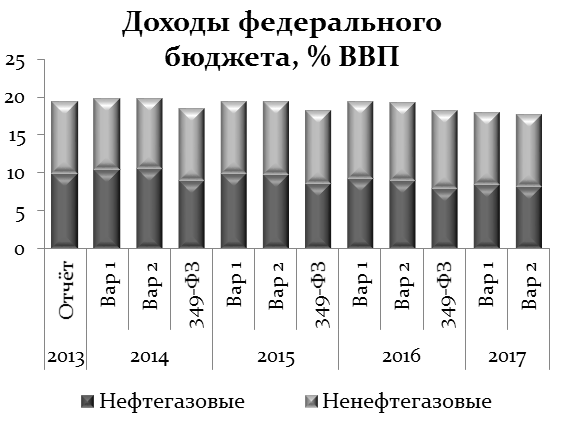 Доходы федерального
бюджета, % ВВП
25
20
15
10
5
0
Отчёт
Вар 1
Вар 2
349-ФЗ
Вар 1
Вар 2
349-ФЗ
Вар 1
Вар 2
349-ФЗ
Вар 1
Вар 2
2013 2014 2015 2016 2017
Нефтегазовые Ненефтегазовые